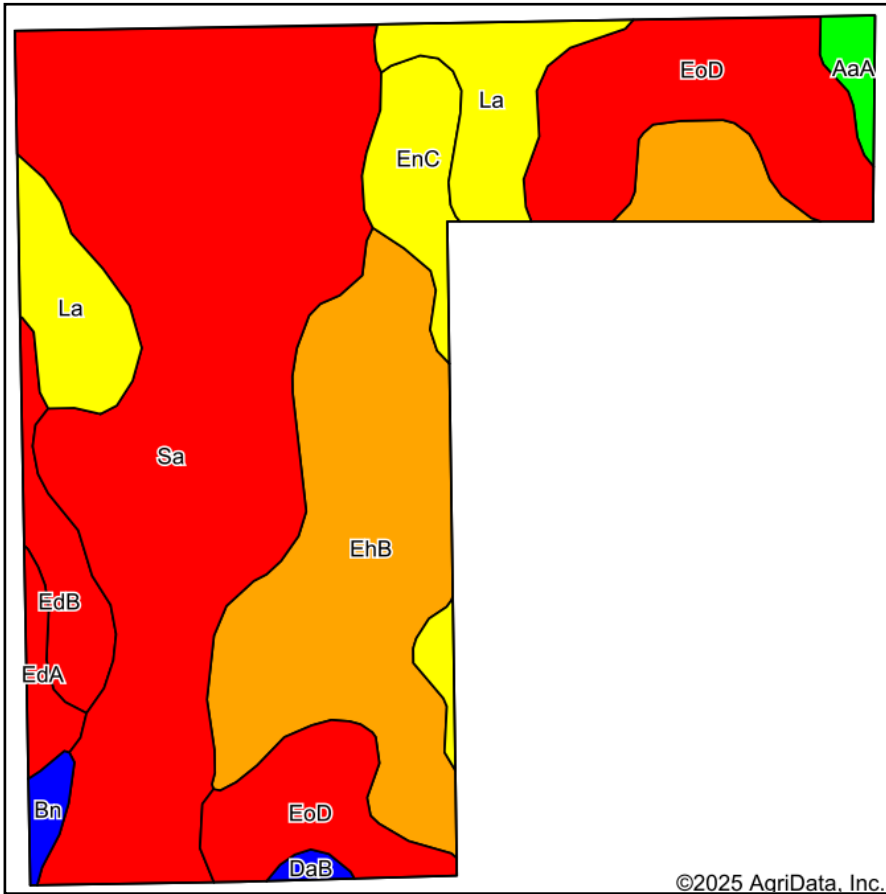 EoD
AaA
La
EnC
La
Sa
EhB
EdB
EdA
Bn
EoD
DaB
©2025 AgriData, Inc.